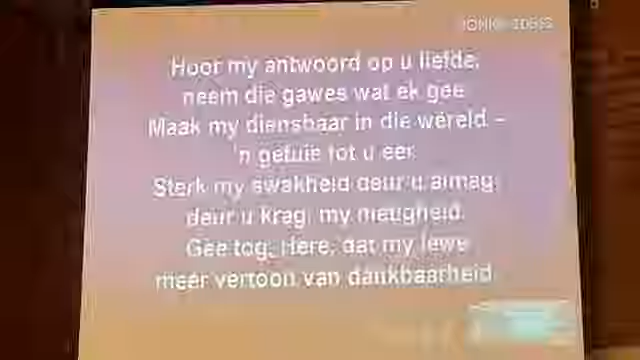 Hoor my antwoord op u liefde,
neem die gawes wat ek gee
Maak my diensbaar in die wêreld –
'n getuie tot u eer.
Sterk my swakheid deur u almag,
deur u krag, my nietigheid.
Gee tog, Here, dat my lewe
meer vertoon van dankbaarheid